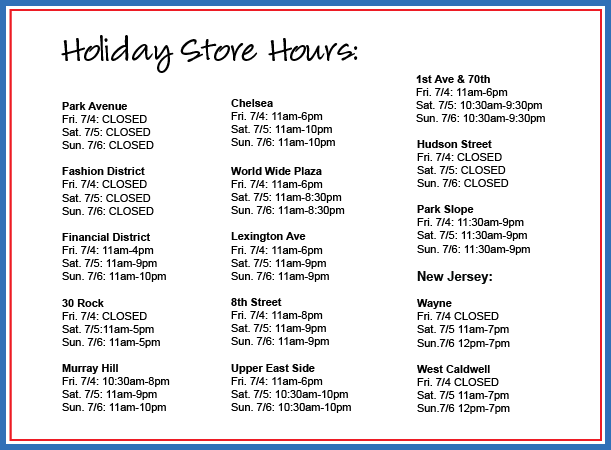 Holiday Store Hours:
Park Avenue
Fri. 7/4: CLOSED
Sat. 7/5: CLOSED
Sun. 7/6: CLOSED
Fashion District
Fri. 7/4: CLOSED
Sat. 7/5: CLOSED
Sun. 7/6: CLOSED
Financial District
Fri. 7/4: 11am-4pm
Sat. 7/5: 11am-9pm
Sun. 7/6: 11am-10pm
30 Rock
Fri. 7/4: CLOSED
Sat. 7/5:11am-5pm
Sun. 7/6: 11am-5pm
Murray Hill
Fri. 7/4: 10:30am-8pm
Sat. 7/5: 11am-9pm
Sun. 7/6: 11am-10pm
Chelsea
Fri. 7/4: 11am-6pm
Sat. 7/5: 11am-10pm
Sun. 7/6: 11am-10pm
World Wide Plaza
Fri. 7/4: 11am-6pm
Sat. 7/5: 11am-8:30pm
Sun. 7/6: 11am-8:30pm
Lexington Ave
Fri. 7/4: 11am-6pm
Sat. 7/5: 11am-9pm
Sun. 7/6: 11am-9pm
8th Street
Fri. 7/4: 11am-8pm
Sat. 7/5: 11am-9pm
Sun. 7/6: 11am-9pm
Upper East Side
Fri. 7/4: 11am-6pm
Sat. 7/5: 10:30am-10pm
Sun. 7/6: 10:30am-10pm
1st Ave & 70th
Fri. 7/4: 11am-6pm
Sat. 7/5: 10:30am-9:30pm
Sun. 7/6: 10:30am-9:30pm
Hudson Street
Fri. 7/4: CLOSED
Sat. 7/5: CLOSED
Sun. 7/6: CLOSED
Park Slope
Fri. 7/4: 11:30am-9pm
Sat. 7/5: 11:30am-9pm
Sun. 7/6: 11:30am-9pm
New Jersey:
Wayne
Fri. 7/4 CLOSED
Sat. 7/5 11am-7pm
Sun.7/6 12pm-7pm
West Caldwell
Fri. 7/4 CLOSED
Sat. 7/5 11am-7pm
Sun.7/6 12pm-7pm